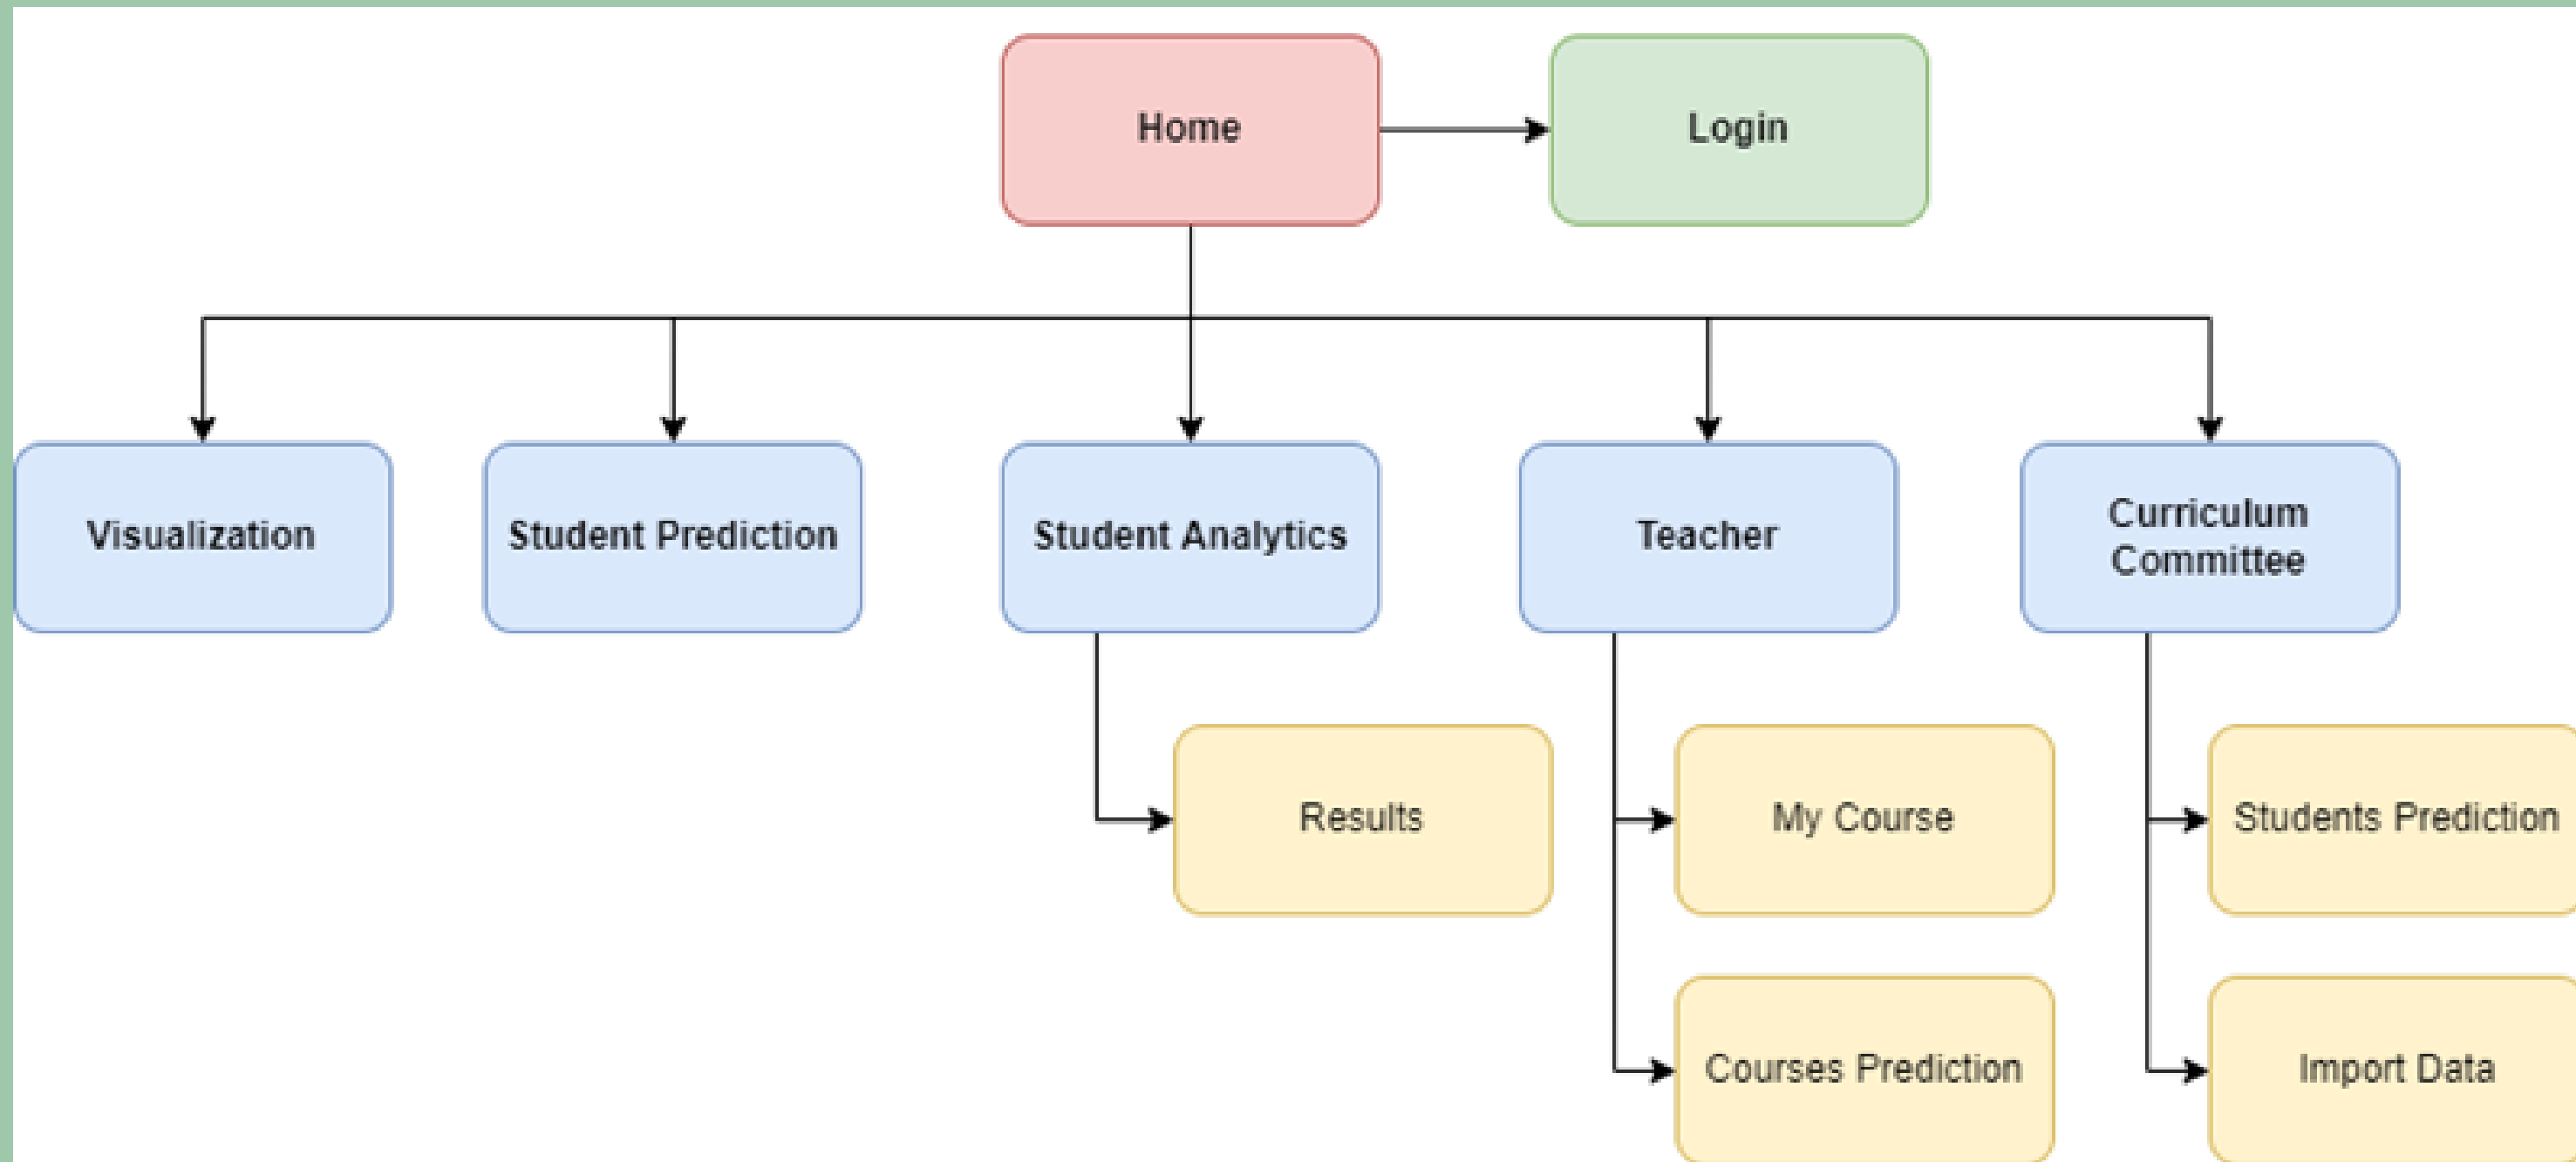 Home
Login
Visualization
Student Prediction
Student Analytics
Teacher
Curriculum
Committee
Results
My Course
Students Prediction
Courses Prediction
Import Data